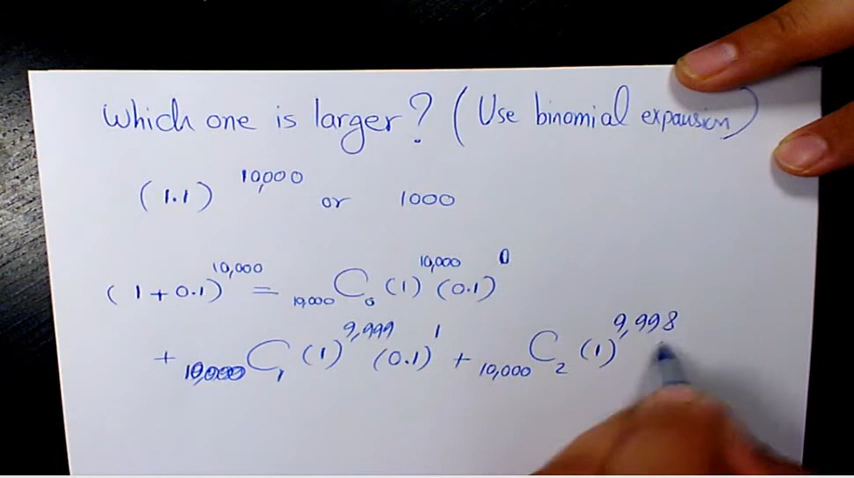 Which one is larger? (Use binomial expansion)
(1.1)^10,000 or 1000
(1+0.1)^10,000 = 10,000C0 (1)^10,000 (0.1)^0
+ 10,000C1 (1)^9,999 (0.1)^1 + 10,000C2 (1)^9,998